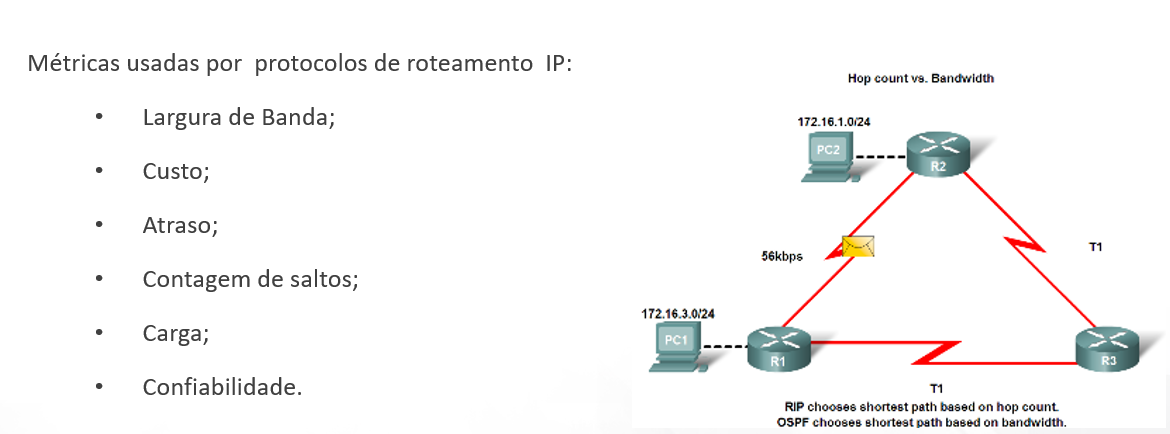 Métricas usadas por  protocolos de roteamento  IP:
• Largura de Banda;
• Custo;
• Atraso;
• Contagem de saltos;
• Carga;
• Confiabilidade.
Hop count vs. Bandwidth
172.16.1.0/24
PC2
R2
56kbps
T1
172.16.3.0/24
PC1
R1
R3
T1
RIP chooses shortest path based on hop count.
OSPF chooses shortest path based on bandwidth.